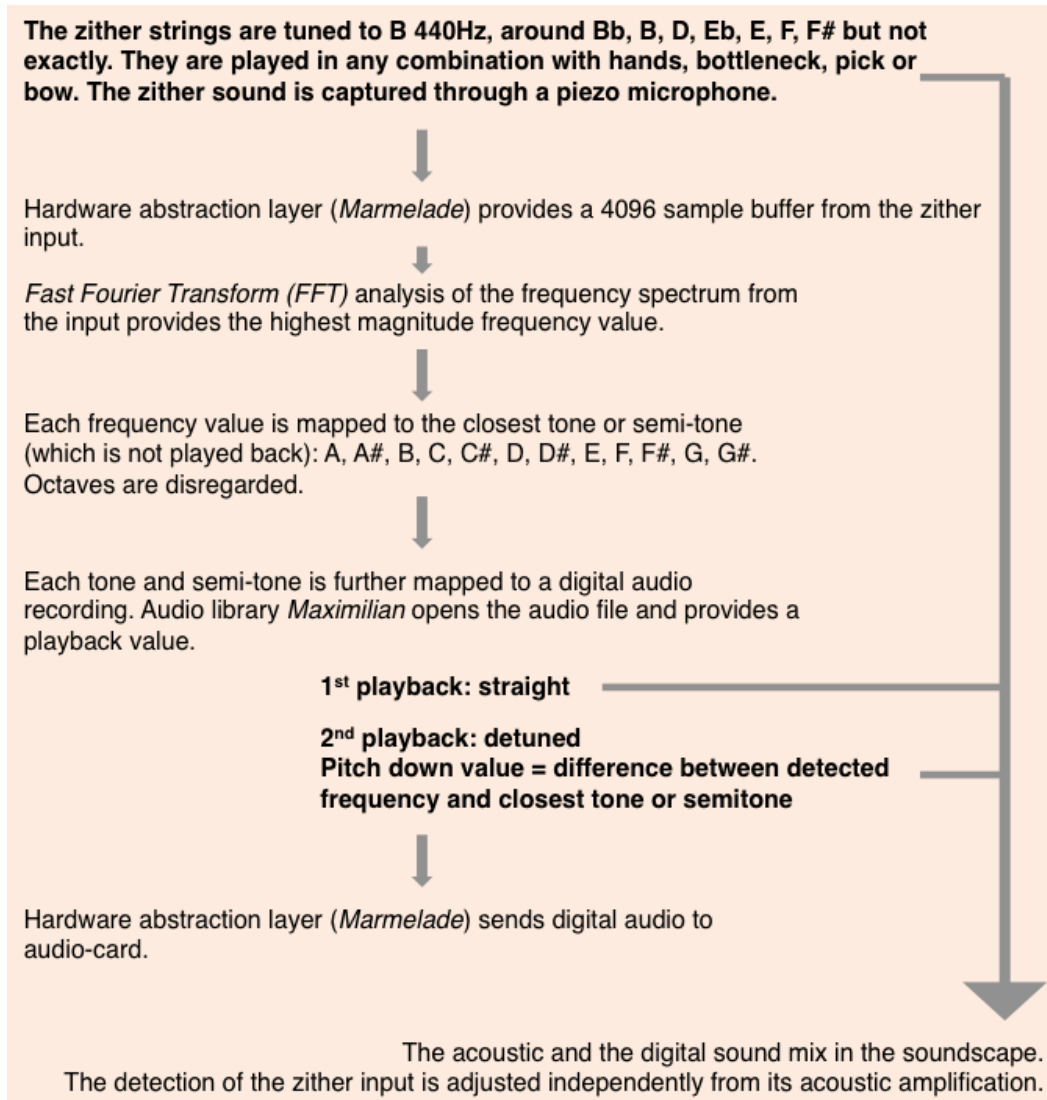 The zither strings are tuned to B 440Hz, around Bb, B, D, Eb, E, F, F# but not
exactly. They are played in any combination with hands, bottleneck, pick or
bow. The zither sound is captured through a piezo microphone.
Hardware abstraction layer (Marmelade) provides a 4096 sample buffer from the zither
input.
Fast Fourier Transform (FFT) analysis of the frequency spectrum from
the input provides the highest magnitude frequency value.
Each frequency value is mapped to the closest tone or semi-tone
(which is not played back): A, A#, B, C, C#, D, D#, E, F, F#, G, G#.
Octaves are disregarded.
Each tone and semi-tone is further mapped to a digital audio
recording. Audio library Maximilian opens the audio file and provides a
playback value.
1st playback: straight
2nd playback: detuned
Pitch down value = difference between detected
frequency and closest tone or semitone
Hardware abstraction layer (Marmelade) sends digital audio to
audio-card.
The acoustic and the digital sound mix in the soundscape.
The detection of the zither input is adjusted independently from its acoustic amplification.